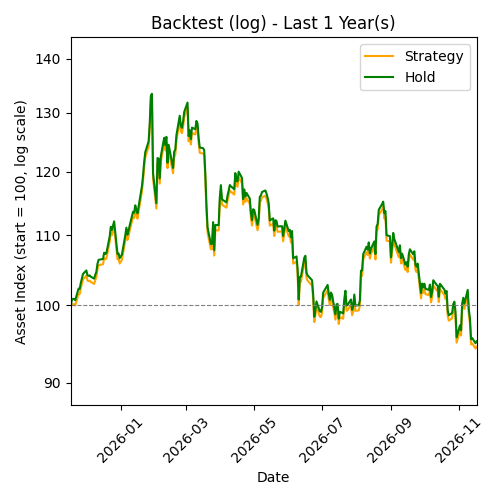 Backtest (log) - Last 1 Year(s)
Asset Index (start = 100, log scale)
140
130
120
110
100
90
Strategy
Hold
2026-01
2026-03
2026-05
2026-07
2026-09
2026-11
Date